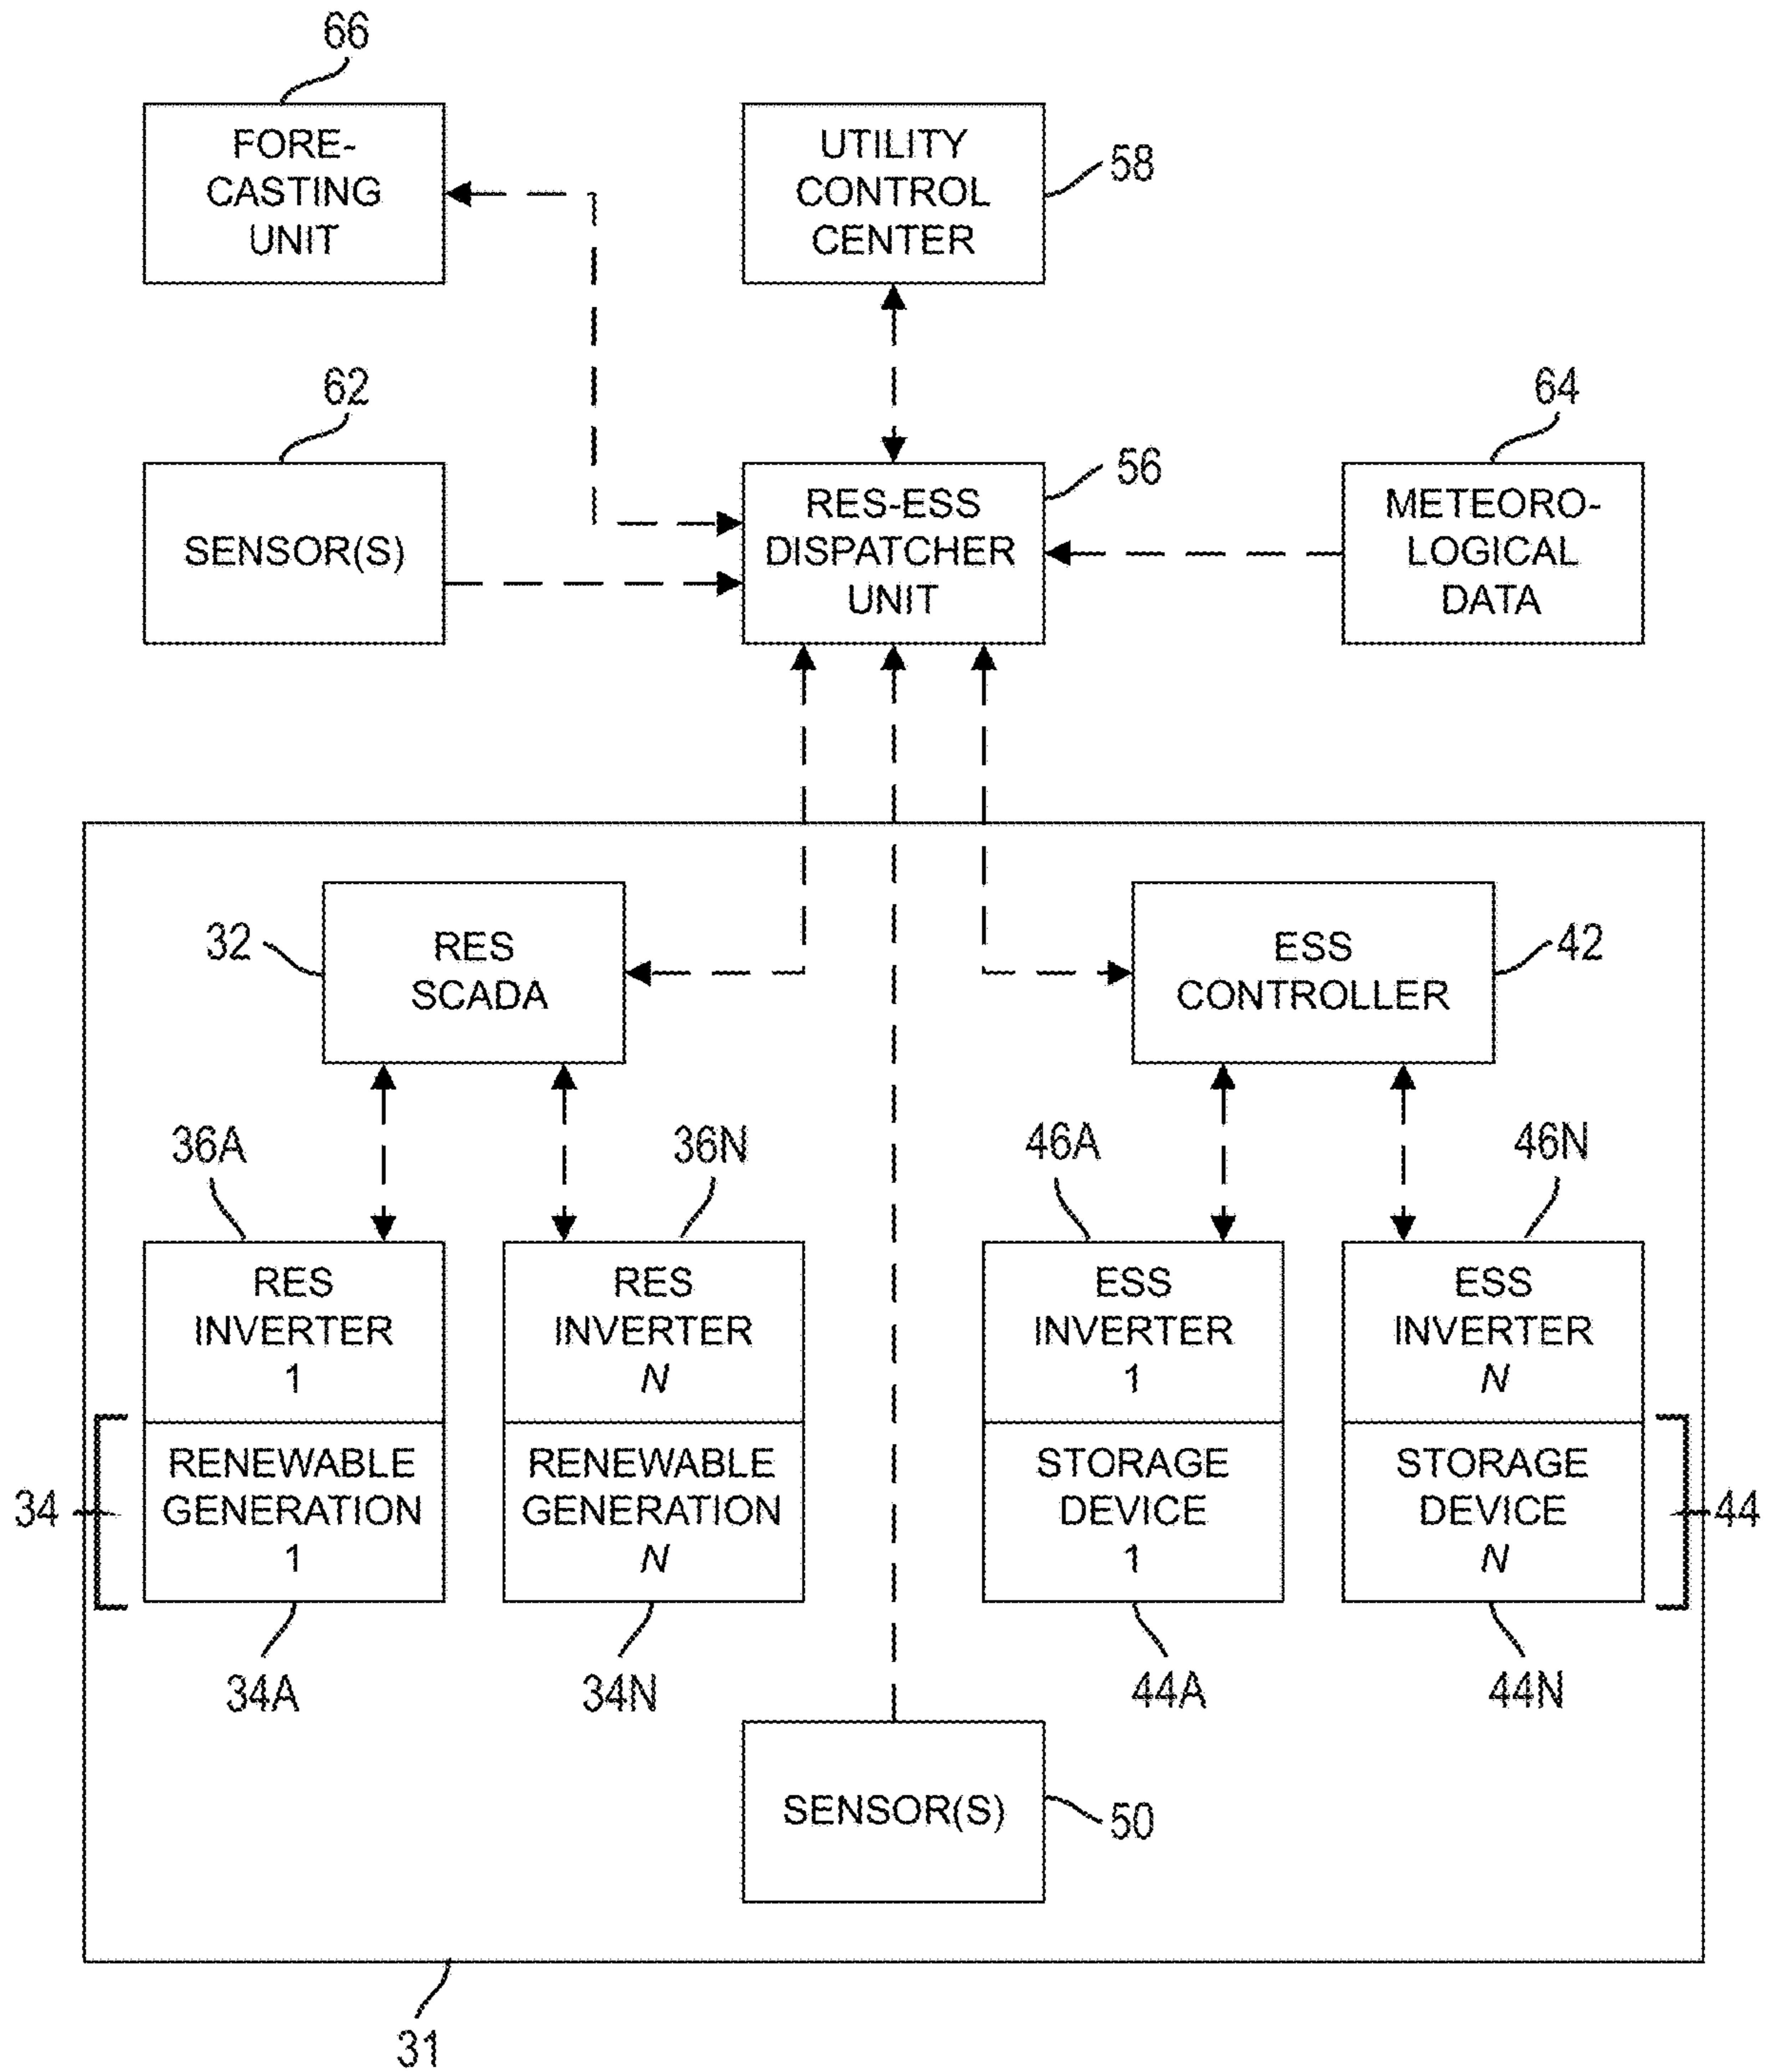 66
FORE-
CASTING
UNIT
UTILITY
CONTROL
CENTER
58
62
SENSOR(S)
RES-ESS
DISPATCHER
UNIT
56
64
METEORO-
LOGICAL
DATA
32
RES
SCADA
ESS
CONTROLLER
42
36A
36N
46A
46N
RES
INVERTER
1
RES
INVERTER
N
ESS
INVERTER
1
ESS
INVERTER
N
34
RENEWABLE
GENERATION
1
RENEWABLE
GENERATION
N
STORAGE
DEVICE
1
STORAGE
DEVICE
N
44
34A
34N
44A
44N
SENSOR(S)
50
31